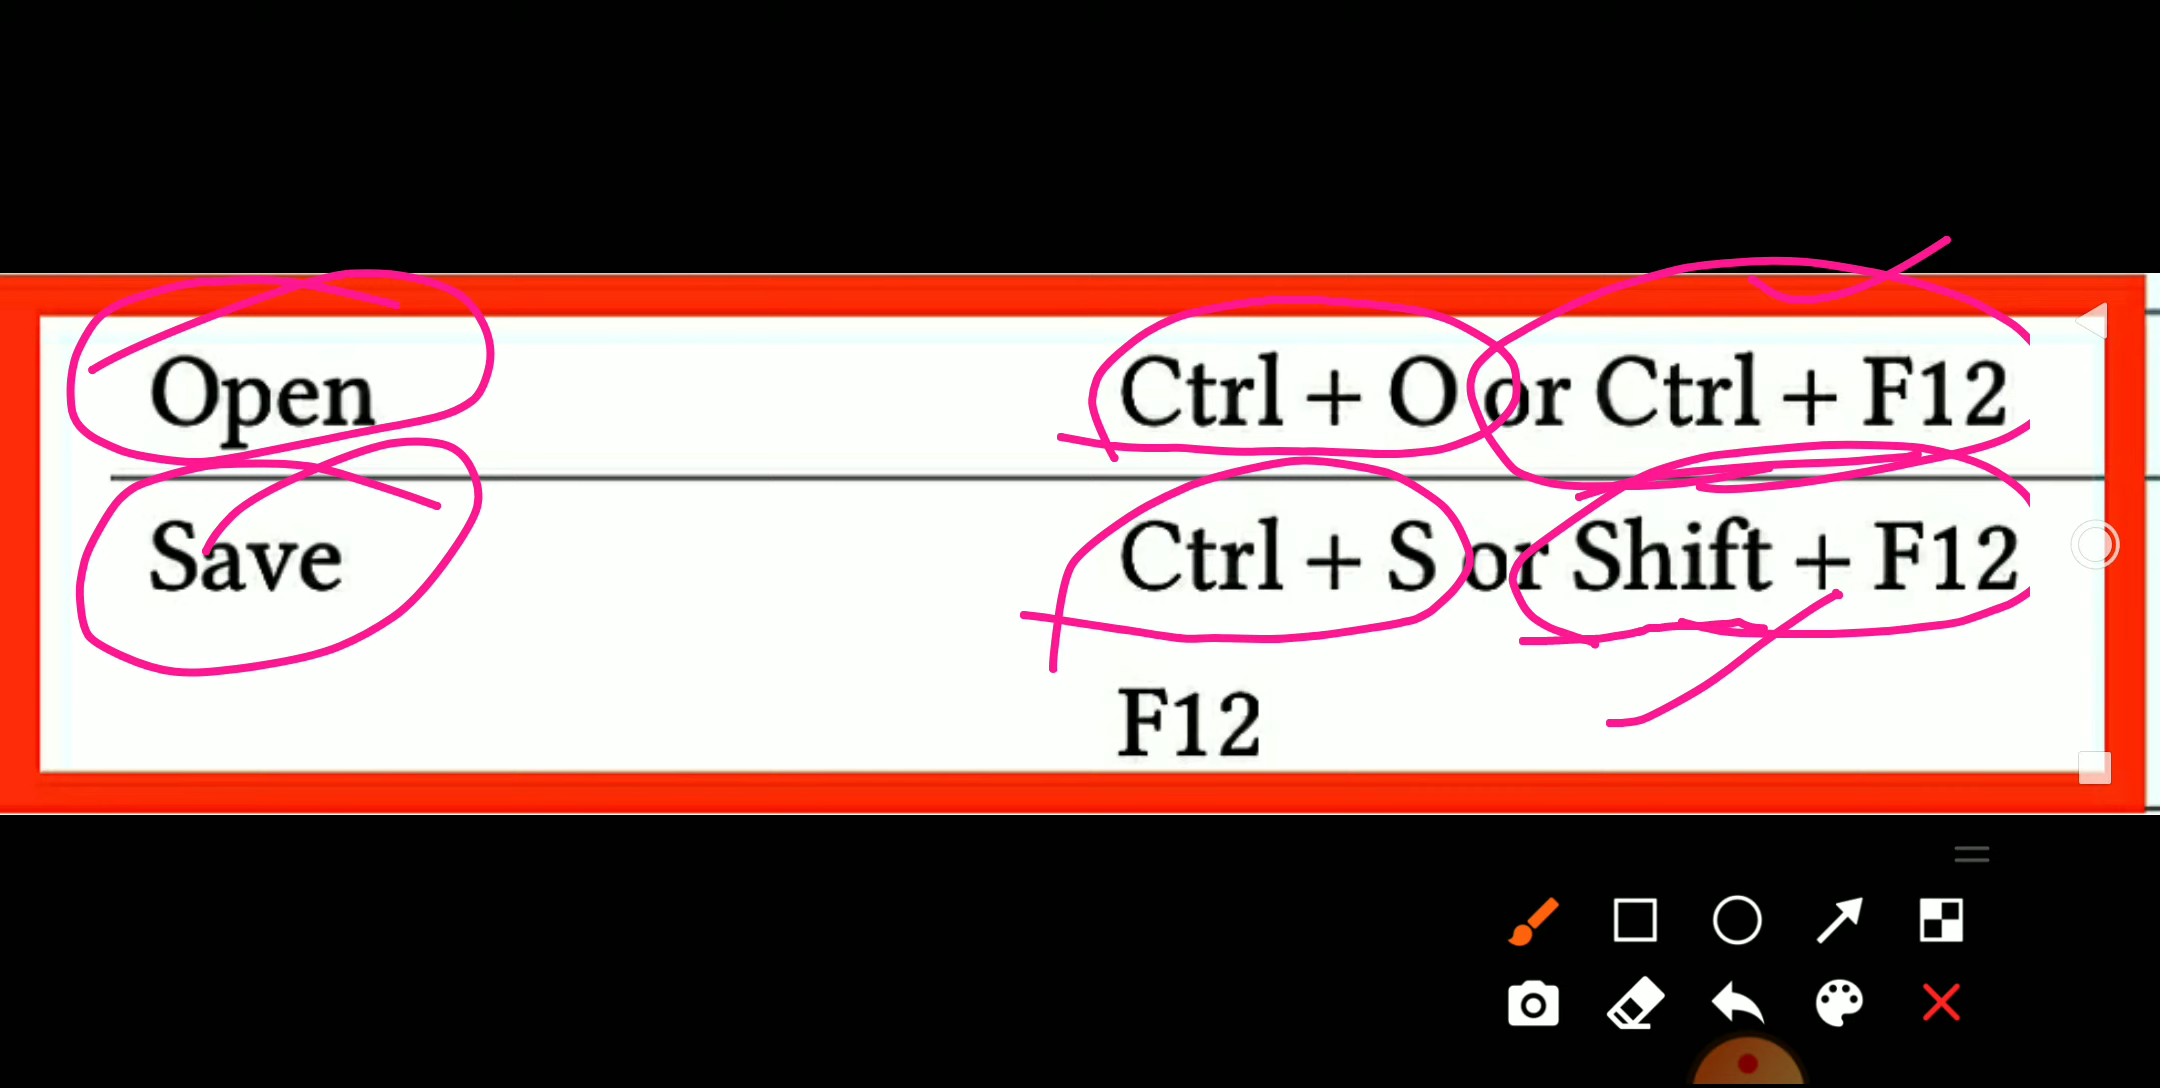 Open Ctrl + O or Ctrl + F12
Save Ctrl + S or Shift + F12
F12